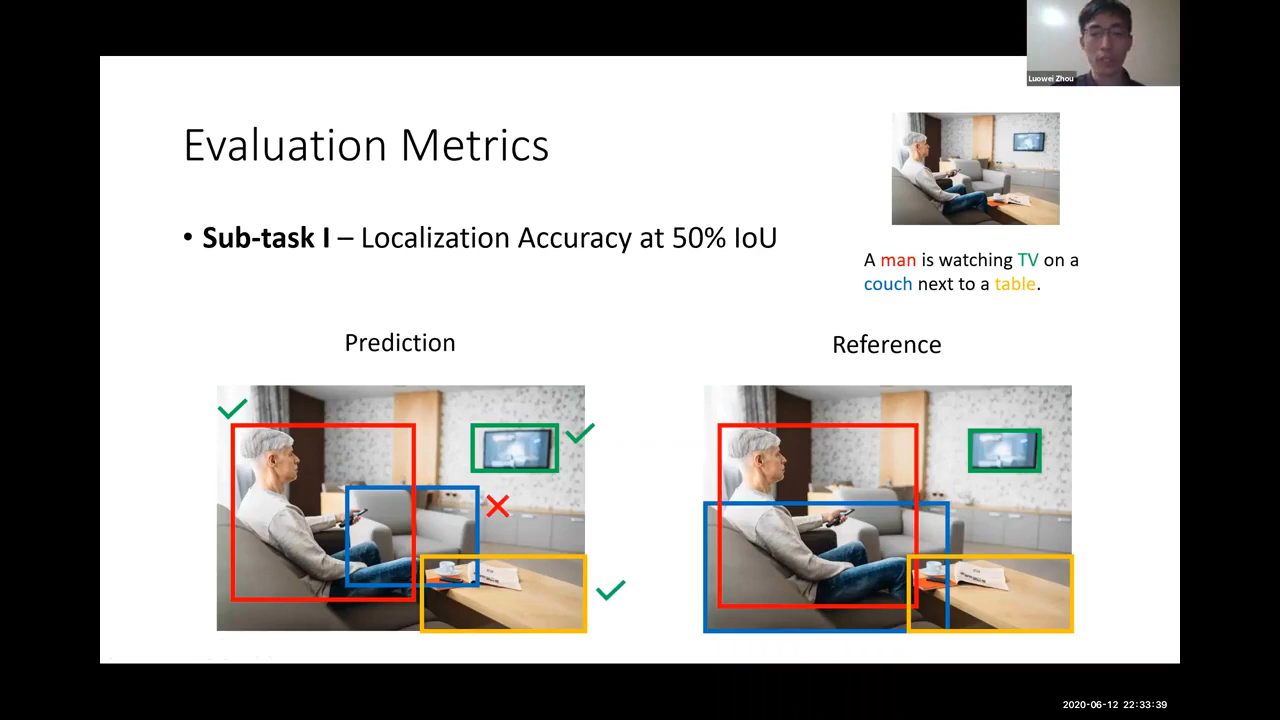 Luowei Zhou
Evaluation Metrics
• Sub-task I – Localization Accuracy at 50% IoU
A man is watching TV on a
couch next to a table.
Prediction
Reference
2020-06-12 22:33:39